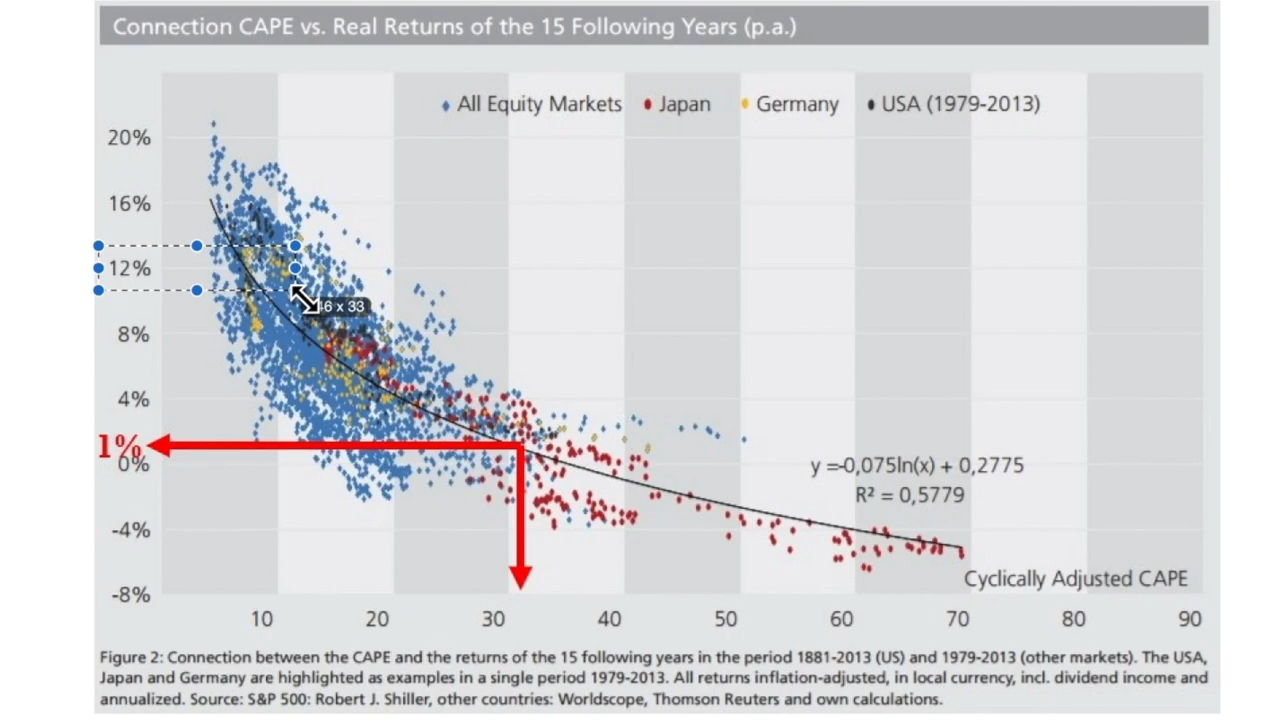 Connection CAPE vs. Real Returns of the 15 Following Years (p.a.)
All Equity Markets Japan Germany USA (1979-2013)
20%
16%
12%
6 x 33
8%
4%
1%
0%
y =-0,075ln(x) + 0,2775
R² = 0,5779
-4%
Cyclically Adjusted CAPE
-8%
10 20 30 40 50 60 70 80 90
Figure 2: Connection between the CAPE and the returns of the 15 following years in the period 1881-2013 (US) and 1979-2013 (other markets). The USA,
Japan and Germany are highlighted as examples in a single period 1979-2013. All returns inflation-adjusted, in local currency, incl. dividend income and
annualized. Source: S&P 500: Robert J. Shiller, other countries: Worldscope, Thomson Reuters and own calculations.